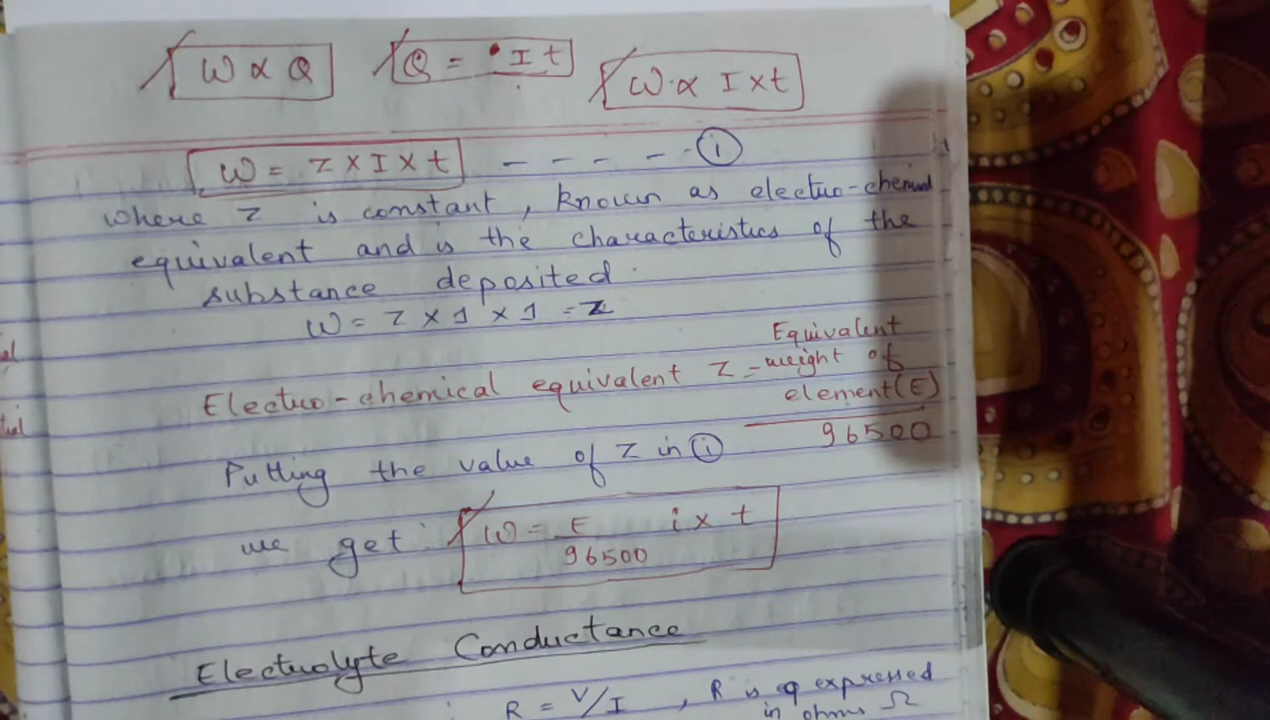 W ∝ Q   Q = I t   W ∝ I x t
W = Z x I x t - - - - - ①
where Z is constant, known as electro-chemical
equivalent and is the characteristics of the
substance deposited.
W = Z x 1 x 1 = Z
Electro-chemical equivalent Z = Equivalent weight of element(E)
96500
Putting the value of Z in ①
we get W = E i x t
96500
Electrolyte Conductance
R = V/I , R is expressed
in ohms Ω